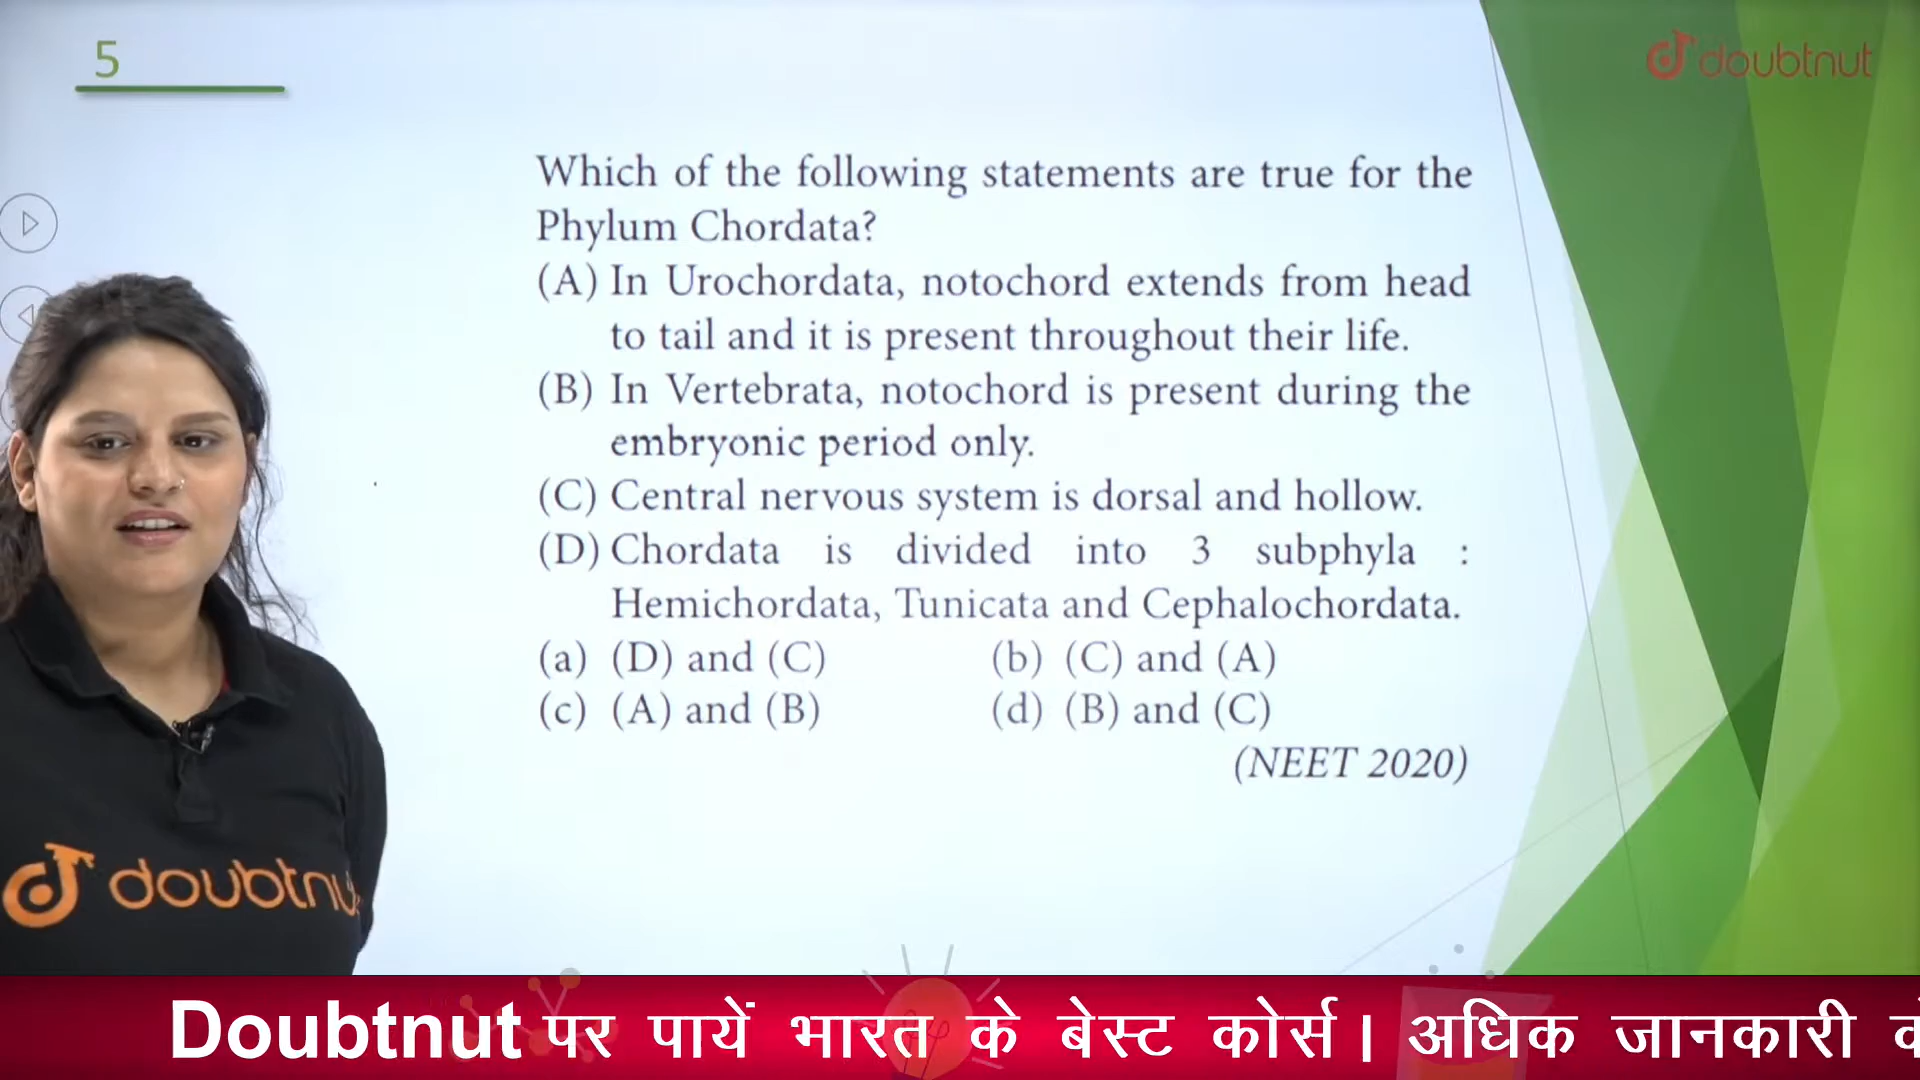 5
doubtnut
Which of the following statements are true for the
Phylum Chordata?
(A) In Urochordata, notochord extends from head
to tail and it is present throughout their life.
(B) In Vertebrata, notochord is present during the
embryonic period only.
(C) Central nervous system is dorsal and hollow.
(D) Chordata is divided into 3 subphyla :
Hemichordata, Tunicata and Cephalochordata.
(a) (D) and (C) (b) (C) and (A)
(c) (A) and (B) (d) (B) and (C)
(NEET 2020)
doubtnut
Doubtnut पर पायें भारत के बेस्ट कोर्स। अधिक जानकारी